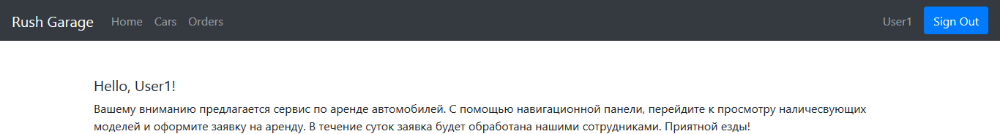 Rush Garage Home Cars Orders User1 Sign Out
Hello, User1!
Вашему вниманию предлагается сервис по аренде автомобилей. С помощью навигационной панели, перейдите к просмотру наличесвующих
моделей и оформите заявку на аренду. В течение суток заявка будет обработана нашими сотрудниками. Приятной езды!